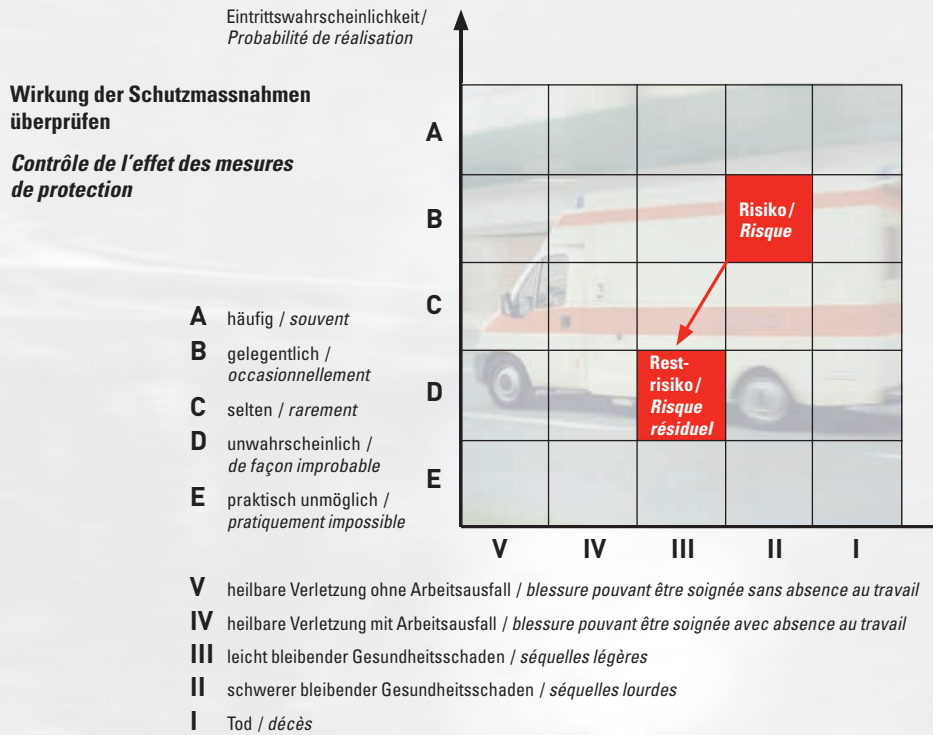 Eintrittswahrscheinlichkeit/
Probabilité de réalisation
Wirkung der Schutzmassnahmen
überprüfen
Contrôle de l'effet des mesures
de protection
A
B
C
D
E
Risiko/
Risque
Rest-
risiko/
Risque
résiduel
A häufig / souvent
B gelegentlich /
occasionnellement
C selten / rarement
D unwahrscheinlich /
de façon improbable
E praktisch unmöglich /
pratiquement impossible
V IV III II I
V heilbare Verletzung ohne Arbeitsausfall / blessure pouvant être soignée sans absence au travail
IV heilbare Verletzung mit Arbeitsausfall / blessure pouvant être soignée avec absence au travail
III leicht bleibender Gesundheitsschaden / séquelles légères
II schwerer bleibender Gesundheitsschaden / séquelles lourdes
I Tod / décès